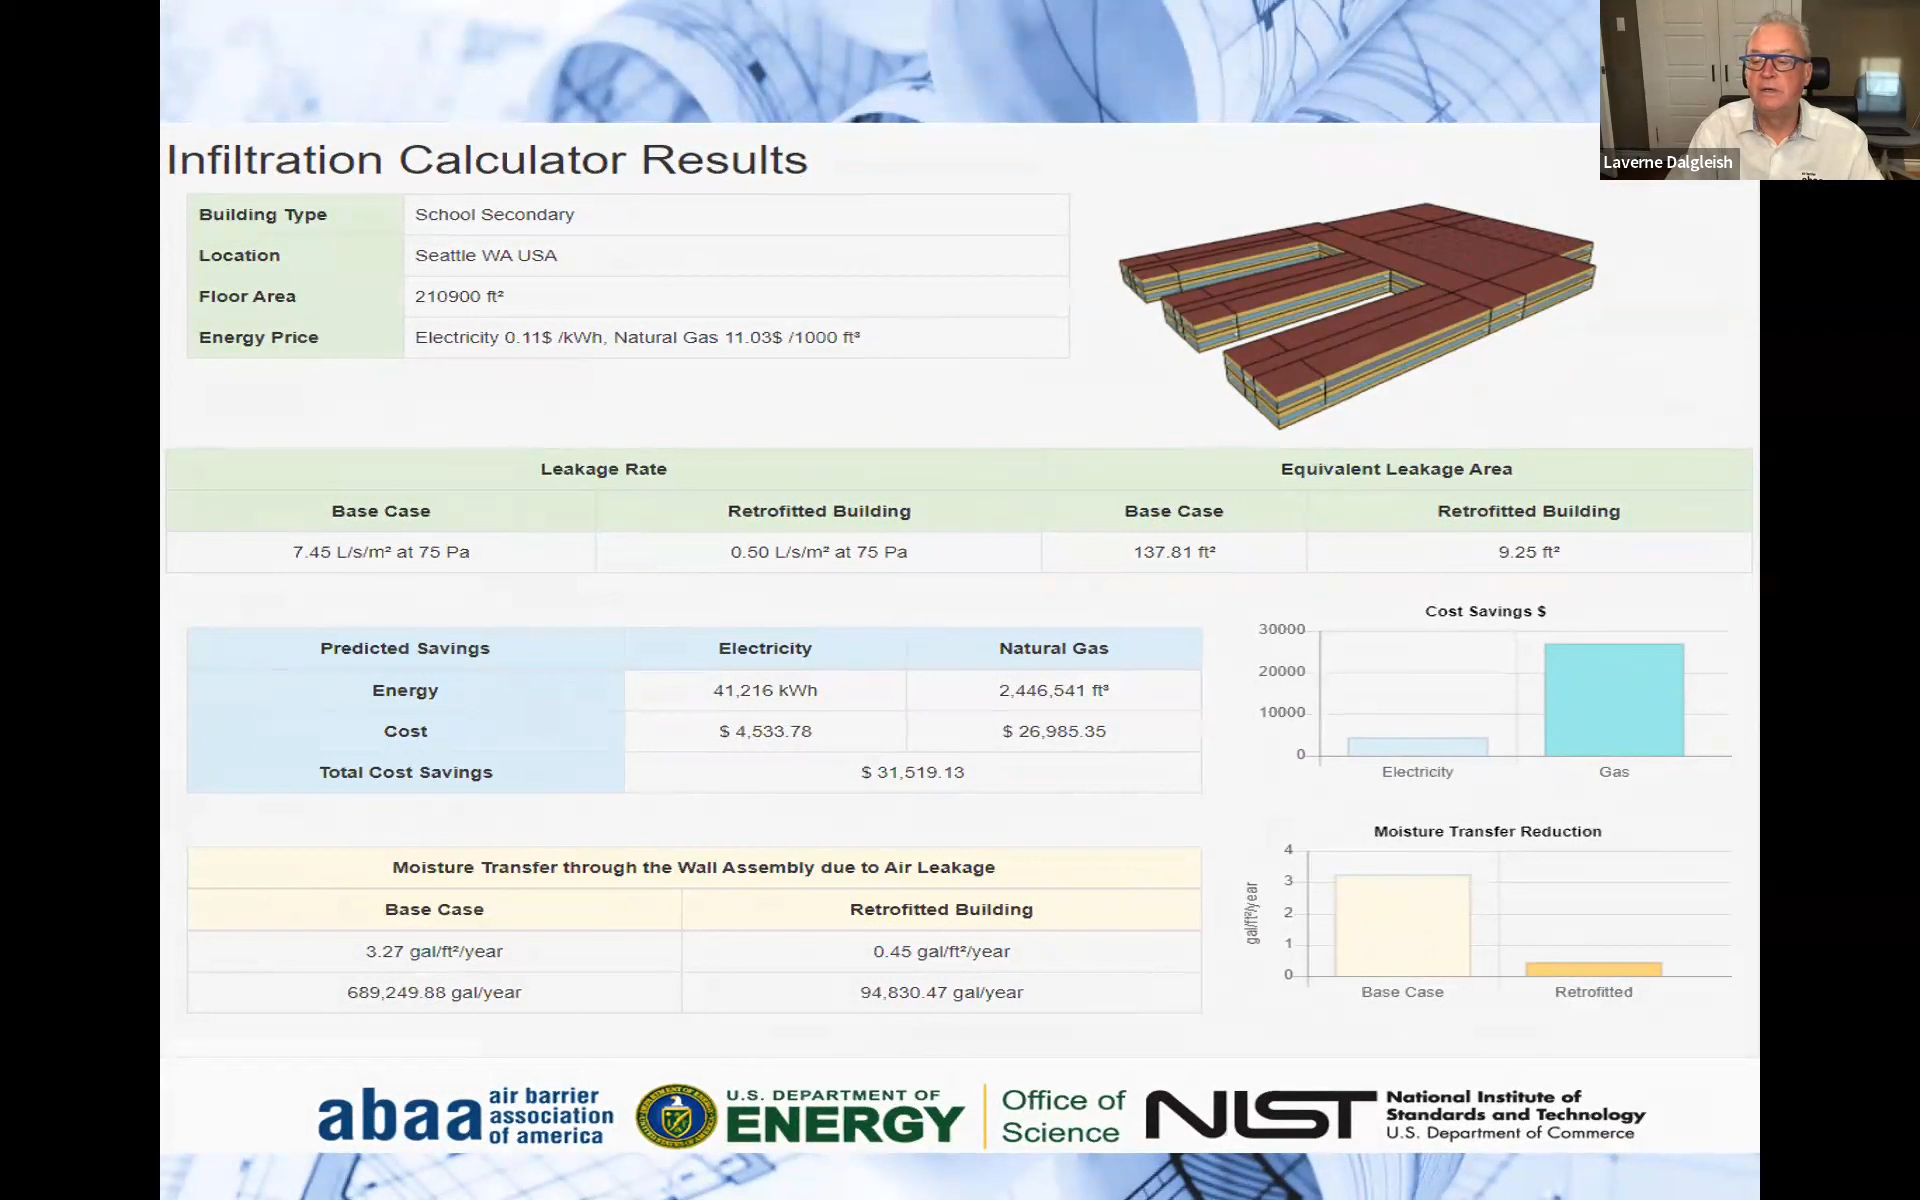 Laverne Dalgleish
Infiltration Calculator Results
Building Type School Secondary
Location Seattle WA USA
Floor Area 210900 ft²
Energy Price Electricity 0.11$ /kWh, Natural Gas 11.03$ /1000 ft³
Leakage Rate Equivalent Leakage Area
Base Case Retrofitted Building Base Case Retrofitted Building
7.45 L/s/m² at 75 Pa 0.50 L/s/m² at 75 Pa 137.81 ft² 9.25 ft²
Predicted Savings Electricity Natural Gas
Energy 41,216 kWh 2,446,541 ft³
Cost $ 4,533.78 $ 26,985.35
Total Cost Savings $ 31,519.13
Cost Savings $
30000
20000
10000
0
Electricity Gas
Moisture Transfer through the Wall Assembly due to Air Leakage
Base Case Retrofitted Building
3.27 gal/ft²/year 0.45 gal/ft²/year
689,249.88 gal/year 94,830.47 gal/year
Moisture Transfer Reduction
gal/ft²/year
4
3
2
1
0
Base Case Retrofitted
abaa air barrier
association
of america
U.S. DEPARTMENT OF
ENERGY
Office of
Science
NIST National Institute of
Standards and Technology
U.S. Department of Commerce